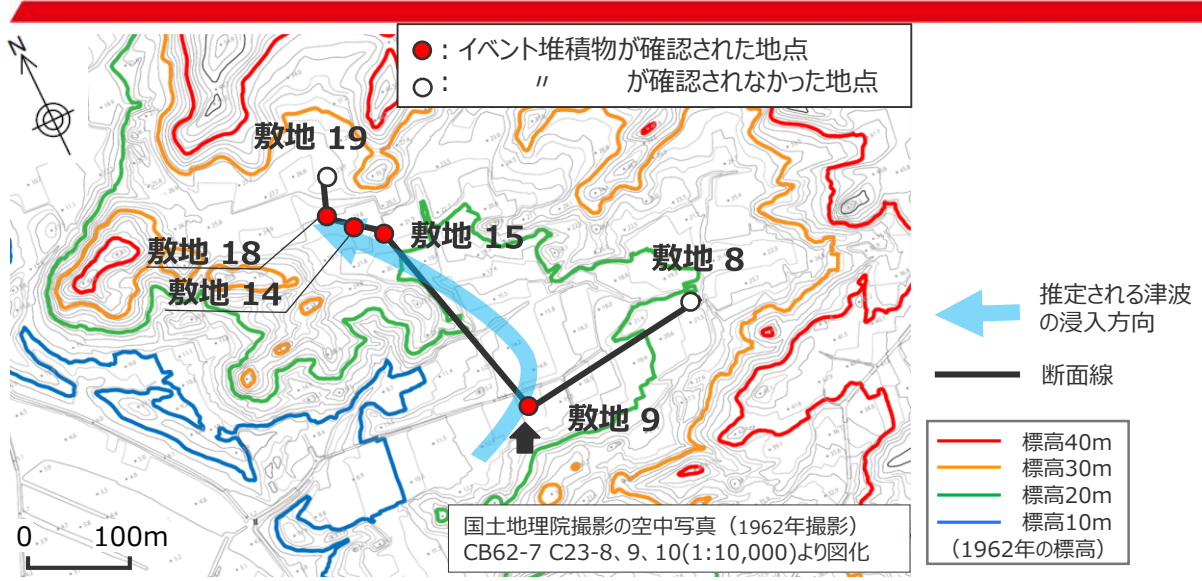 N
● : イベント堆積物が確認された地点
○ : 〃 が確認されなかった地点
敷地 19
敷地 18
敷地 14
敷地 15
敷地 8
敷地 9
推定される津波
の浸入方向
断面線
標高40m
標高30m
標高20m
標高10m
(1962年の標高)
国土地理院撮影の空中写真（1962年撮影）
CB62-7 C23-8、9、10(1:10,000)より図化
0 100m